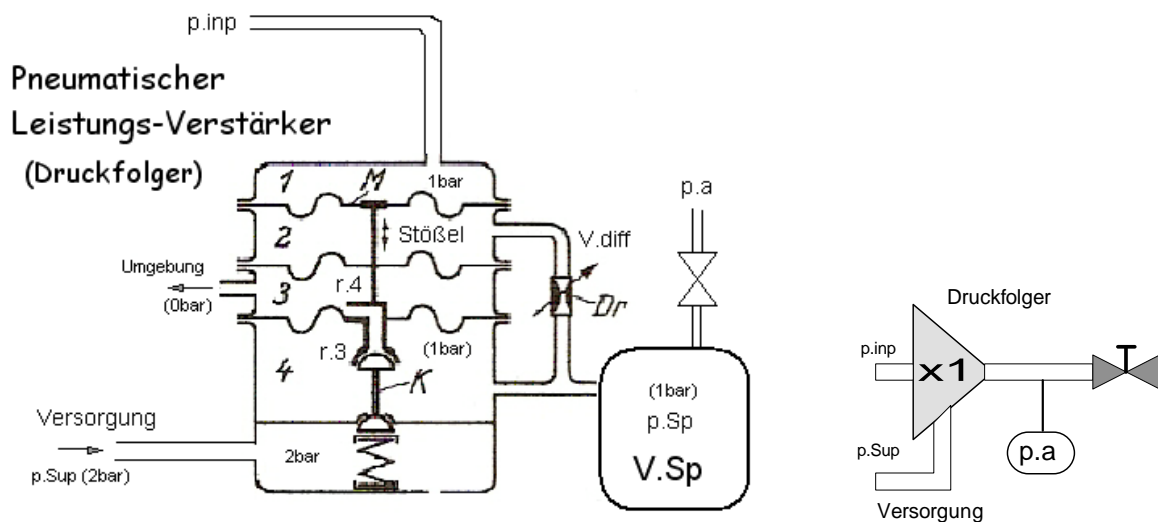 p.inp
Pneumatischer
Leistungs-Verstärker
(Druckfolger)
1
M
1bar
2
Stößel
V.diff
p.a
Umgebung
(0bar)
3
r.4
Dr
r.3
(1bar)
4
K
Versorgung
p.Sup (2bar)
2bar
(1bar)
p.Sp
V.Sp
Druckfolger
p.inp
x1
p.Sup
p.a
Versorgung